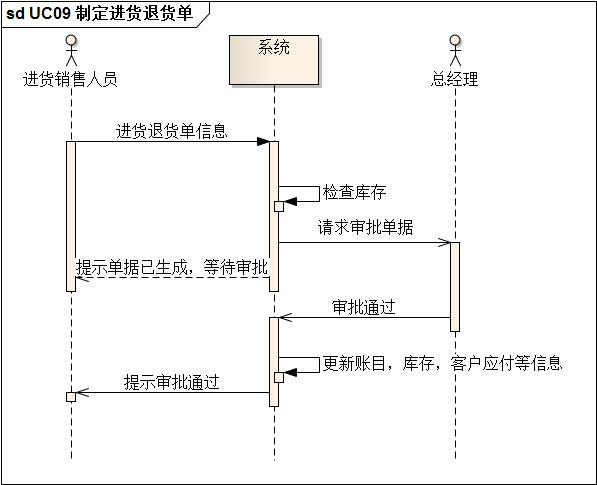 sd UC09 制定进货退货单
进货销售人员
系统
总经理
进货退货单信息
检查库存
请求审批单据
提示单据已生成，等待审批
审批通过
更新账目，库存，客户应付等信息
提示审批通过